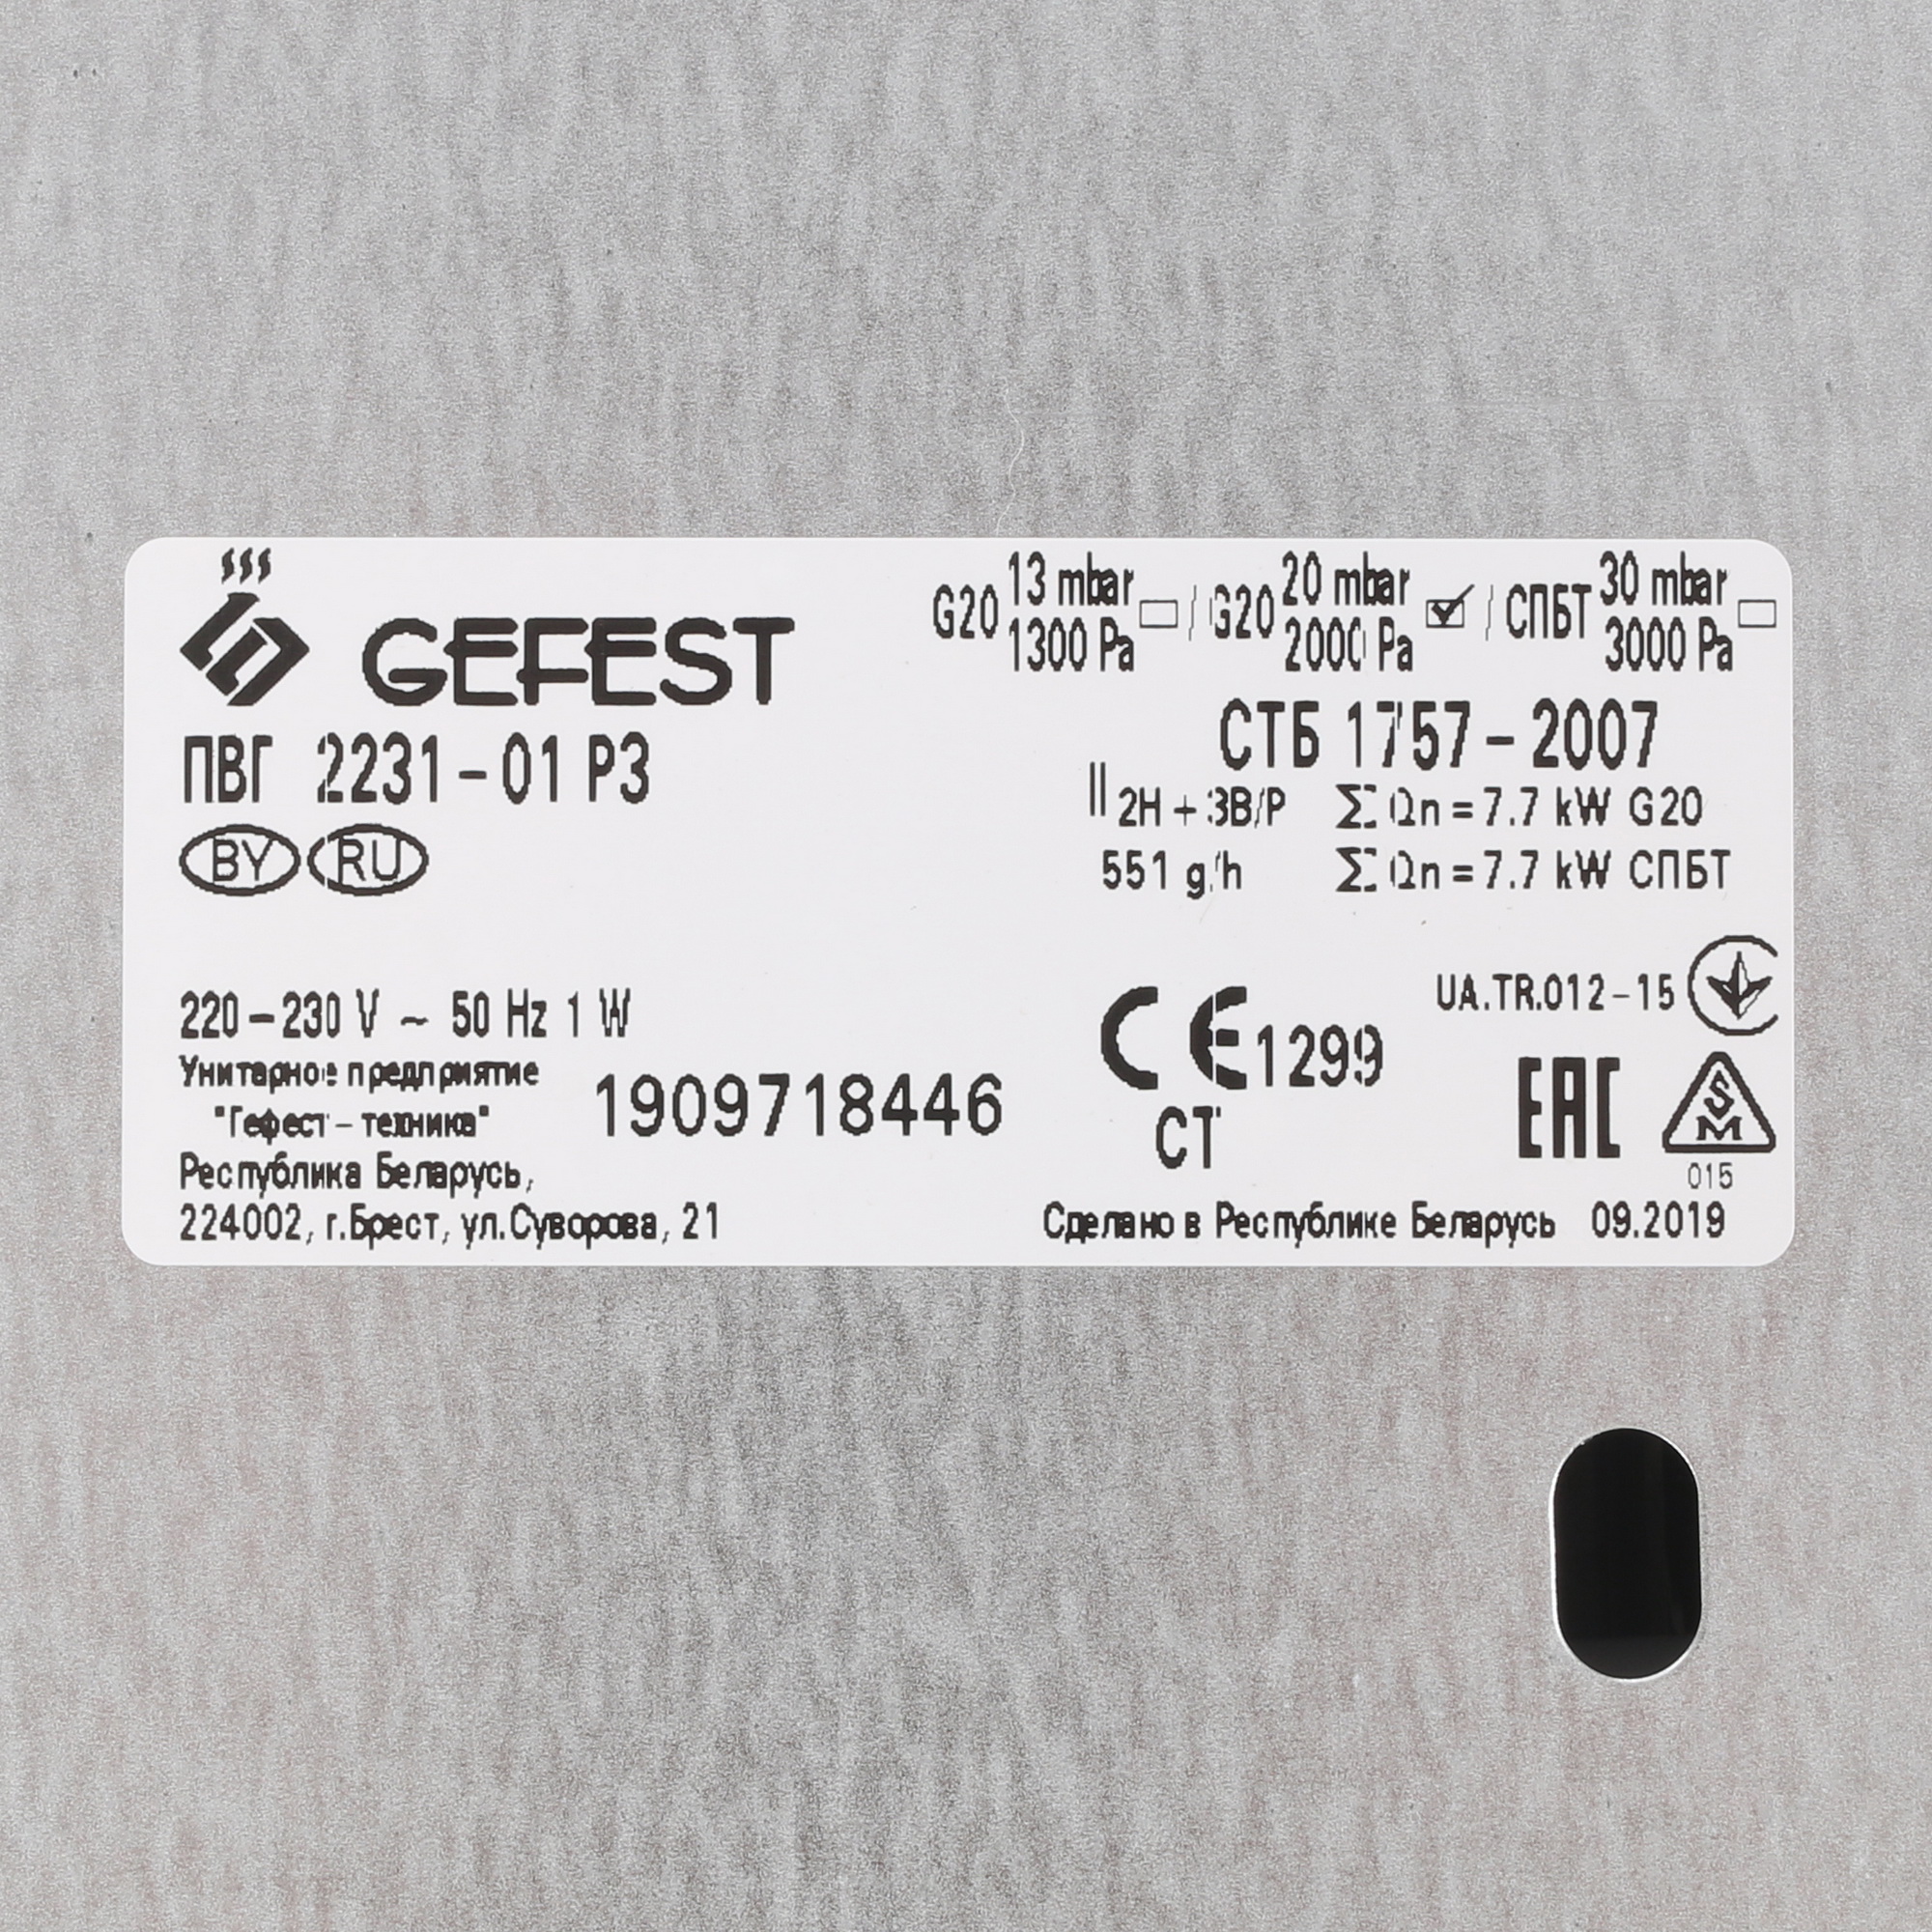 GEFEST
G20 13 mbar 1300 Pa / G20 20 mbar 2000 Pa / СПБТ 30 mbar 3000 Pa
ПВГ 2231-01 Р3
СТБ 1757-2007
BY RU
II 2H + 3B/P Σ Qn = 7.7 kW G20
551 g/h Σ Qn = 7.7 kW СПБТ
220-230 V ~ 50 Hz 1 W
Унитарное предприятие
"Гефест-техника"
Республика Беларусь,
224002, г.Брест, ул.Суворова, 21
1909718446
CE 1299
СТ
UA.TR.012-15
EAC
S M
015
Сделано в Республике Беларусь 09.2019